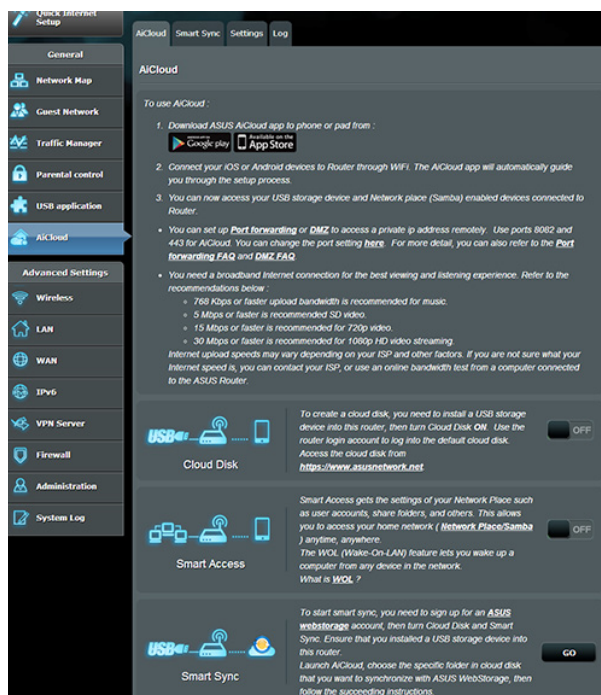 Quick Internet
Setup
General
Network Map
Guest Network
Traffic Manager
Parental control
USB application
AiCloud
Advanced Settings
Wireless
LAN
WAN
IPv6
VPN Server
Firewall
Administration
System Log
AiCloud Smart Sync Settings Log
AiCloud
To use AiCloud :
1. Download ASUS AiCloud app to phone or pad from :
Google play Available on the App Store
2. Connect your iOS or Android devices to Router through WiFi. The AiCloud app will automatically guide
you through the setup process.
3. You can now access your USB storage device and Network place (Samba) enabled devices connected to
Router.
• You can set up Port forwarding or DMZ to access a private ip address remotely. Use ports 8082 and
443 for AiCloud. You can change the port setting here. For more detail, you can also refer to the Port
forwarding FAQ and DMZ FAQ.
• You need a broadband Internet connection for the best viewing and listening experience. Refer to the
recommendations below :
768 Kbps or faster upload bandwidth is recommended for music.
5 Mbps or faster is recommended SD video.
15 Mbps or faster is recommended for 720p video.
30 Mbps or faster is recommended for 1080p HD video streaming.
Internet upload speeds may vary depending on your ISP and other factors. If you are not sure what your
Internet speed is, you can contact your ISP, or use an online bandwidth test from a computer connected
to the ASUS Router.
USB
Cloud Disk
To create a cloud disk, you need to install a USB storage
device into this router, then turn Cloud Disk ON. Use the
router login account to log into the default cloud disk.
Access the cloud disk from
https://www.asusnetwork.net.
OFF
Smart Access
Smart Access gets the settings of your Network Place such
as user accounts, share folders, and others. This allows
you to access your home network ( Network Place/Samba
) anytime, anywhere.
The WOL (Wake-On-LAN) feature lets you wake up a
computer from any device in the network.
What is WOL ?
OFF
USB
Smart Sync
To start smart sync, you need to sign up for an ASUS
webstorage account, then turn Cloud Disk and Smart
Sync. Ensure that you installed a USB storage device into
this router.
Launch AiCloud, choose the specific folder in cloud disk
that you want to synchronize with ASUS WebStorage, then
follow the succeeding instructions.
GO